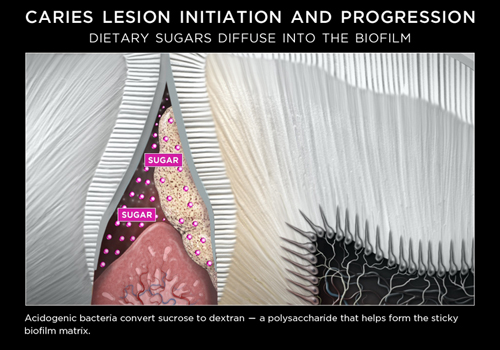 CARIES LESION INITIATION AND PROGRESSION
DIETARY SUGARS DIFFUSE INTO THE BIOFILM
SUGAR
SUGAR
Acidogenic bacteria convert sucrose to dextran — a polysaccharide that helps form the sticky
biofilm matrix.